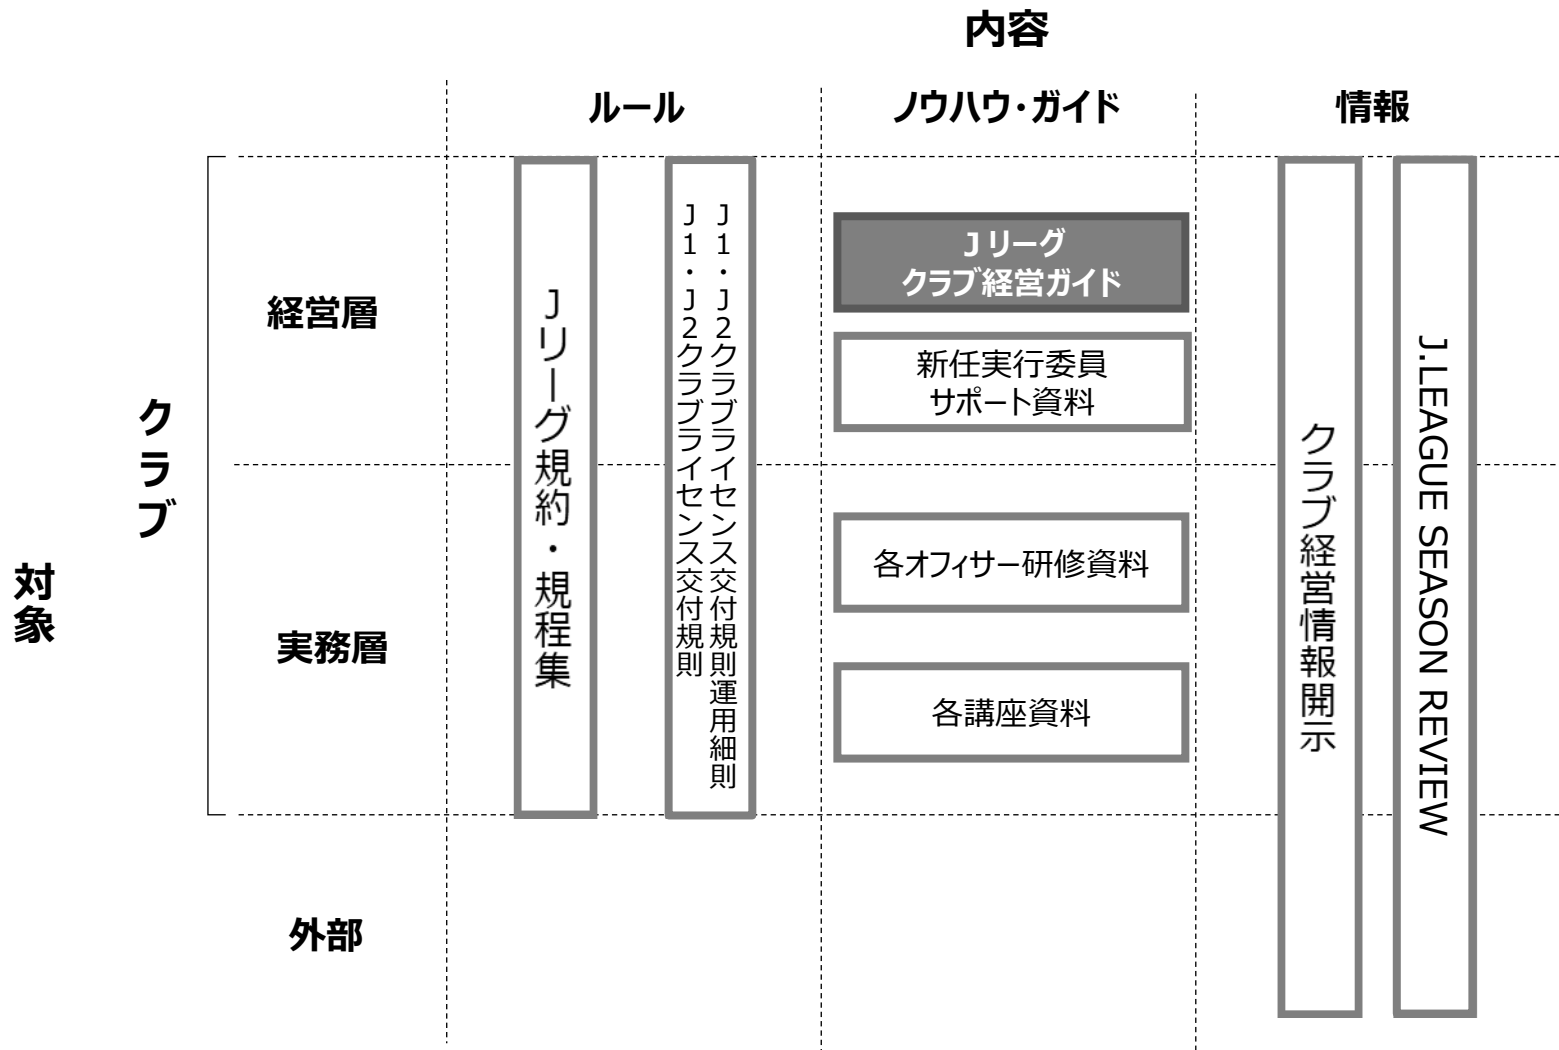 内容
ルール
ノウハウ・ガイド
情報
対象
クラブ
経営層
実務層
外部
Jリーグ規約・規程集
J1・J2クラブライセンス交付規則運用細則
J1・J2クラブライセンス交付規則
Jリーグ
クラブ経営ガイド
新任実行委員
サポート資料
各オフィサー研修資料
各講座資料
クラブ経営情報開示
J.LEAGUE SEASON REVIEW